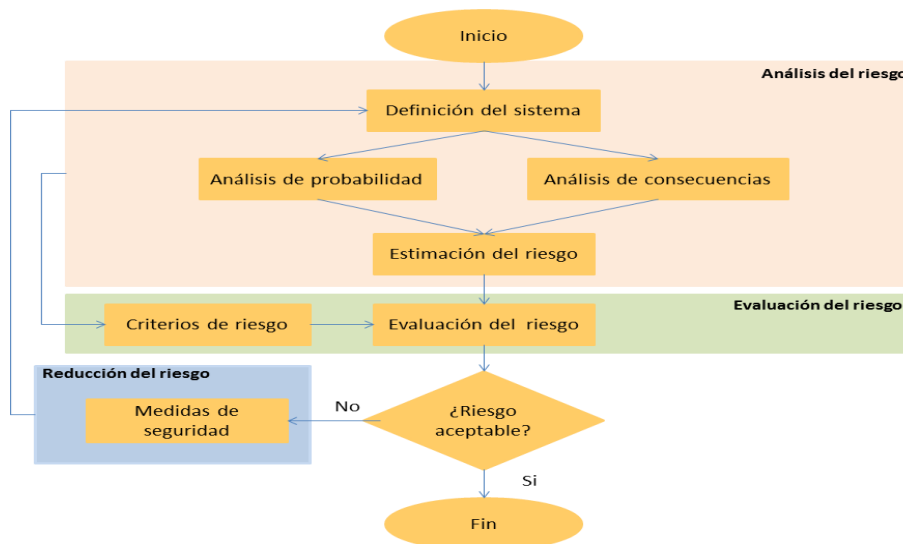 Inicio
Análisis del riesgo
Definición del sistema
Análisis de probabilidad
Análisis de consecuencias
Estimación del riesgo
Evaluación del riesgo
Criterios de riesgo
Evaluación del riesgo
Reducción del riesgo
Medidas de
seguridad
No
¿Riesgo
aceptable?
Si
Fin